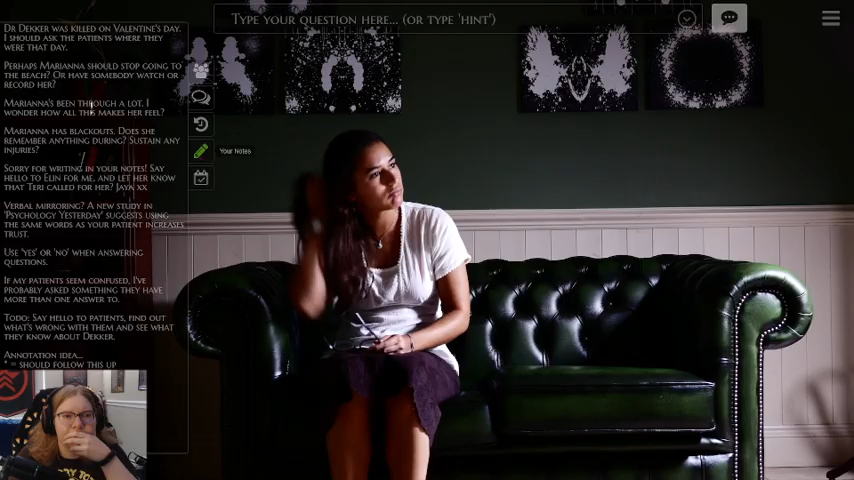 Type your question here... (or type 'hint')
Dr Dekker was killed on Valentine's day.
I should ask the patients where they
were that day.
Perhaps Marianna should stop going to
the beach? Or have somebody watch or
record her?
Marianna's been through a lot. I
wonder how all this makes her feel?
Marianna has blackouts. Does she
remember anything during? Sustain any
injuries?
Sorry for writing in your notes! Say
hello to Elin for me, and let her know
that Teri called for her? Jaya xx
Verbal mirroring? A new study in
'Psychology Yesterday' suggests using
the same words as your patient increases
trust.
Use 'yes' or 'no' when answering
questions.
If my patients seem confused, I've
probably asked something they have
more than one answer to.
Todo: Say hello to patients, find out
what's wrong with them and see what
they know about Dekker.
Annotation idea...
* = should follow this up
Your Notes